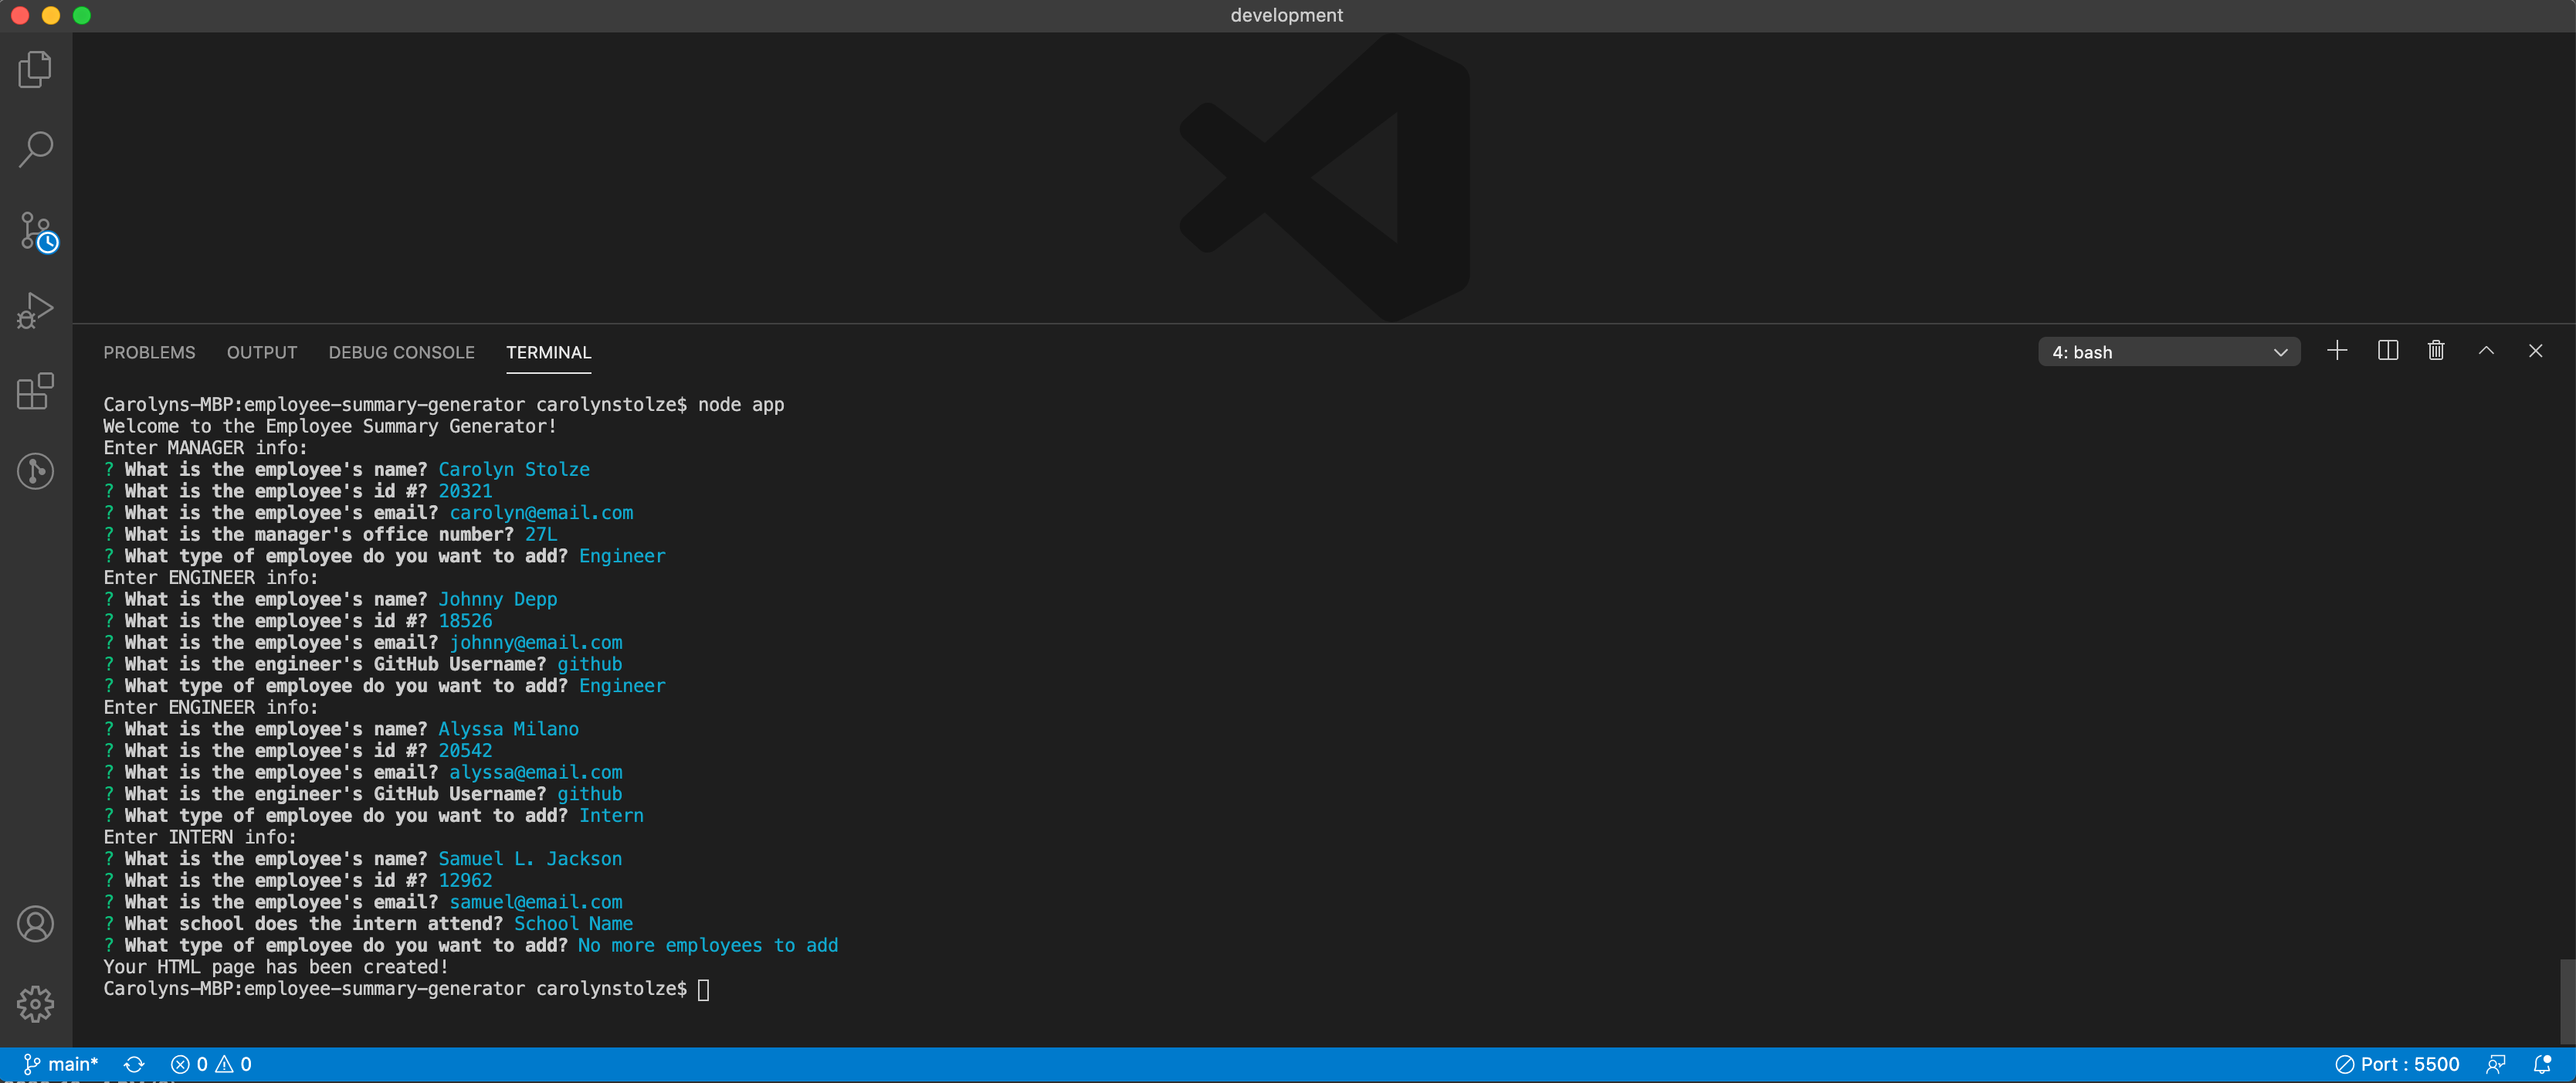 development
PROBLEMS OUTPUT DEBUG CONSOLE TERMINAL 4: bash
Carolyns-MBP:employee-summary-generator carolynstolze$ node app
Welcome to the Employee Summary Generator!
Enter MANAGER info:
? What is the employee's name? Carolyn Stolze
? What is the employee's id #? 20321
? What is the employee's email? carolyn@email.com
? What is the manager's office number? 27L
? What type of employee do you want to add? Engineer
Enter ENGINEER info:
? What is the employee's name? Johnny Depp
? What is the employee's id #? 18526
? What is the employee's email? johnny@email.com
? What is the engineer's GitHub Username? github
? What type of employee do you want to add? Engineer
Enter ENGINEER info:
? What is the employee's name? Alyssa Milano
? What is the employee's id #? 20542
? What is the employee's email? alyssa@email.com
? What is the engineer's GitHub Username? github
? What type of employee do you want to add? Intern
Enter INTERN info:
? What is the employee's name? Samuel L. Jackson
? What is the employee's id #? 12962
? What is the employee's email? samuel@email.com
? What school does the intern attend? School Name
? What type of employee do you want to add? No more employees to add
Your HTML page has been created!
Carolyns-MBP:employee-summary-generator carolynstolze$
main* 0 0 Port : 5500